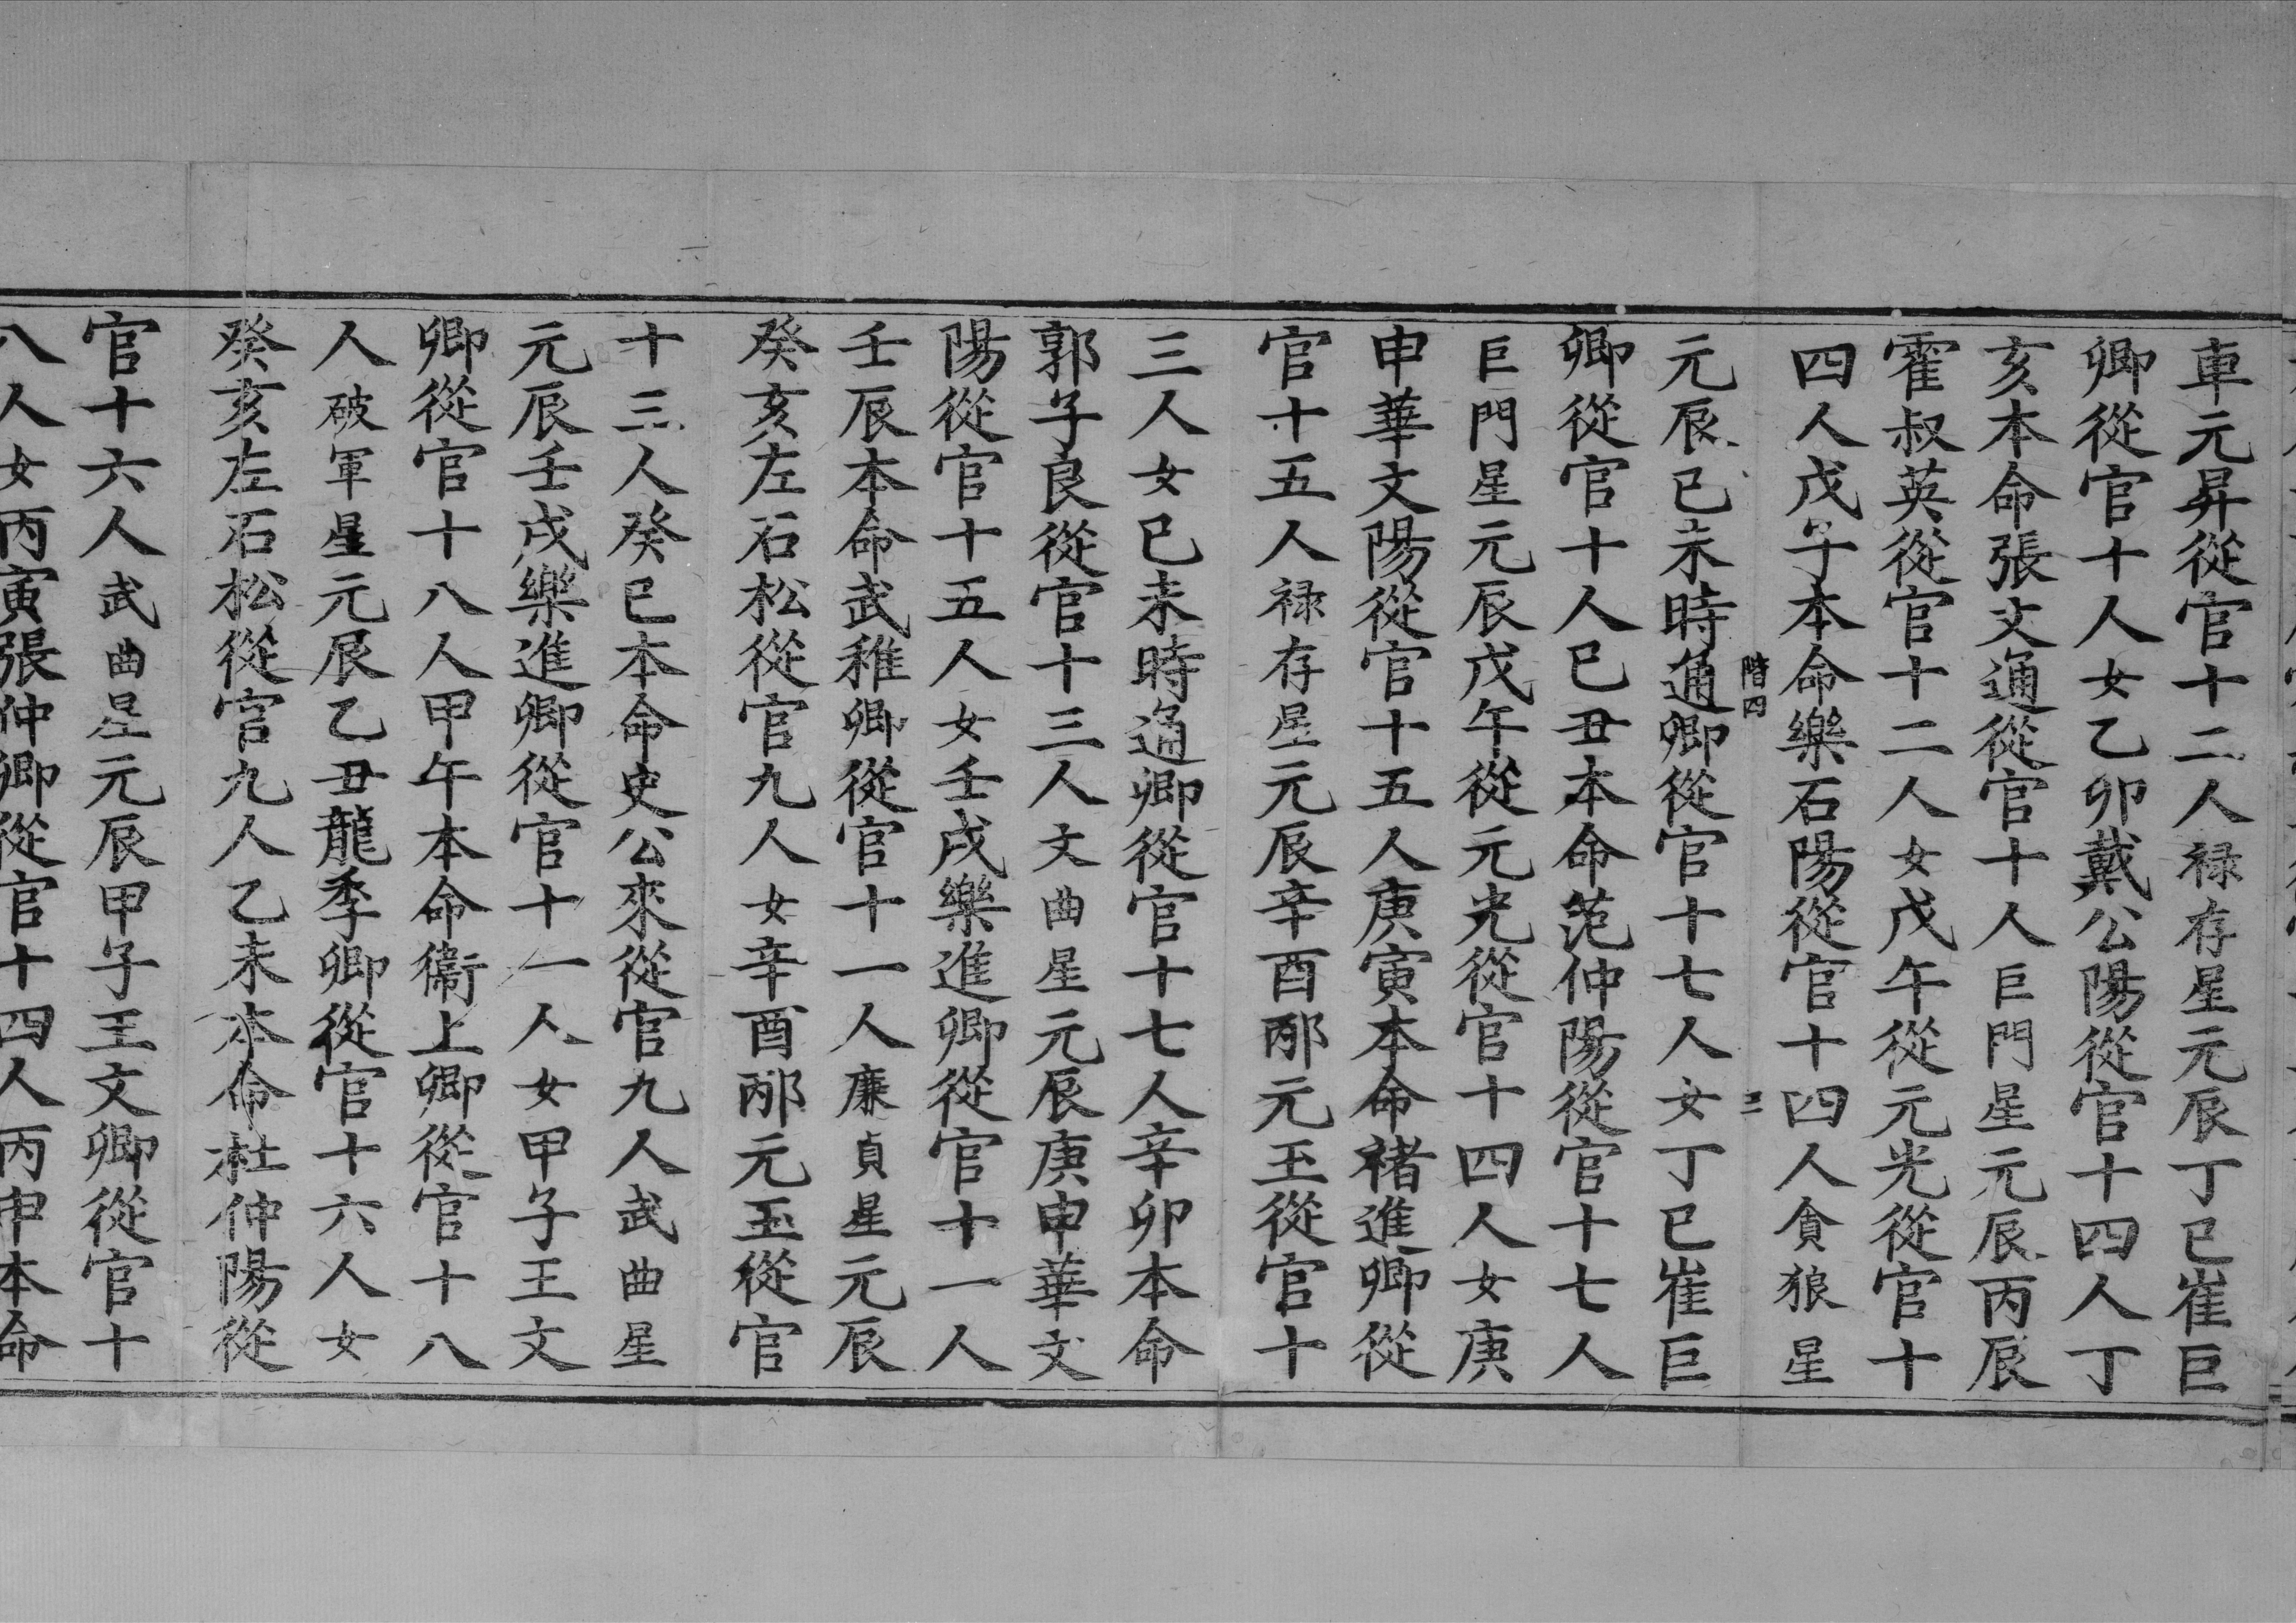 車元昇從官十二人禄存星元辰丁巳崔巨
卿從官十人女乙卯戴公陽從官十四人丁
亥本命張文通從官十人巨門星元辰丙辰
霍叔英從官十二人女戊午從元光從官十
四人戊子本命樂石陽從官十四人貪狼星
階四 三
元辰己未時通卿從官十七人女丁巳崔巨
卿從官十人己丑本命范仲陽從官十七人
巨門星元辰戊午從元光從官十四人女庚
申華文陽從官十五人庚寅本命褚進卿從
官十五人禄存星元辰辛酉邴元玉從官十
三人女己未時通卿從官十七人辛卯本命
郭子良從官十三人文曲星元辰庚申華文
陽從官十五人女壬戌樂進卿從官十一人
壬辰本命武稚卿從官十一人廉貞星元辰
癸亥左石松從官九人女辛酉邴元玉從官
十三人癸巳本命史公來從官九人武曲星
元辰壬戌樂進卿從官十一人女甲子王文
卿從官十八人甲午本命衞上卿從官十八
人破軍星元辰乙丑龍季卿從官十六人女
癸亥左石松從官九人乙未本命杜仲陽從
官十六人武曲星元辰甲子王文卿從官十
八人女丙寅張仲卿從官十四人丙申本命